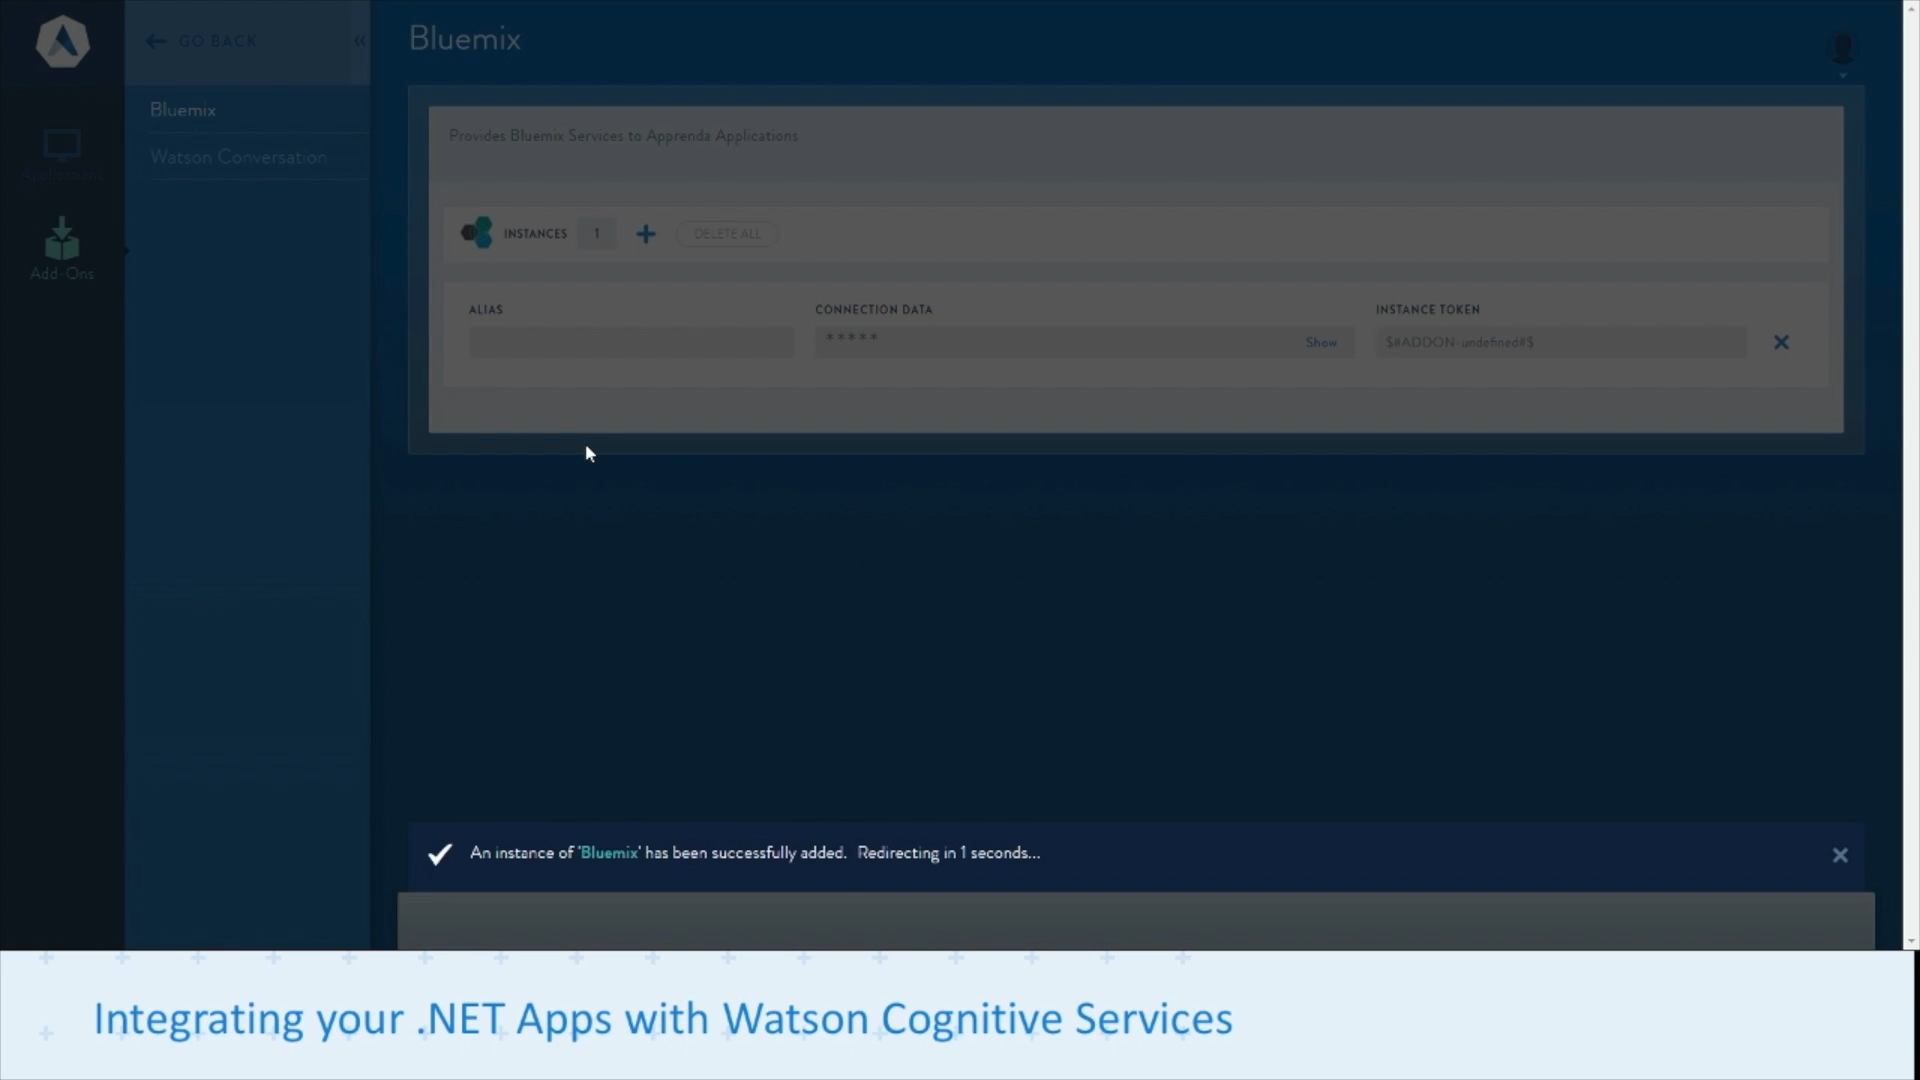 GO BACK
«
Bluemix
Bluemix
Watson Conversation
Applications
Add-Ons
Provides Bluemix Services to Apprenda Applications
INSTANCES 1 + DELETE ALL
ALIAS CONNECTION DATA INSTANCE TOKEN
***** Show $#ADDON-undefined#$
An instance of 'Bluemix' has been successfully added. Redirecting in 1 seconds...
Integrating your .NET Apps with Watson Cognitive Services